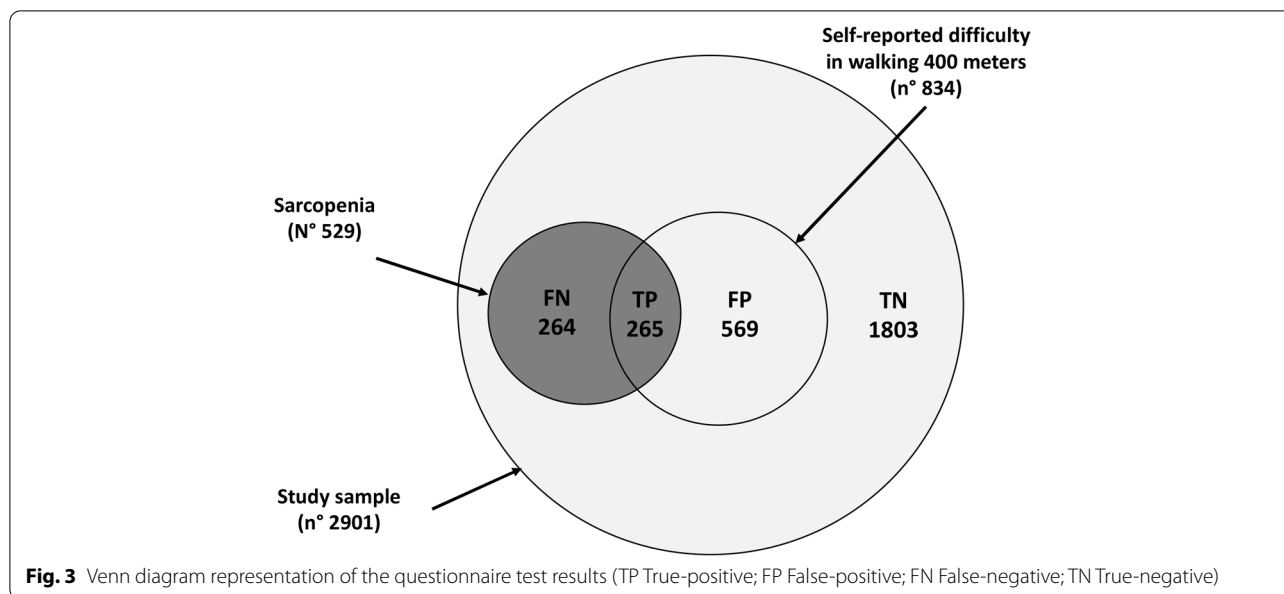 Self-reported difficulty
in walking 400 meters
(n° 834)
Sarcopenia
(N° 529)
FN
264
TP
265
FP
569
TN
1803
Study sample
(n° 2901)
Fig. 3 Venn diagram representation of the questionnaire test results (TP True-positive; FP False-positive; FN False-negative; TN True-negative)